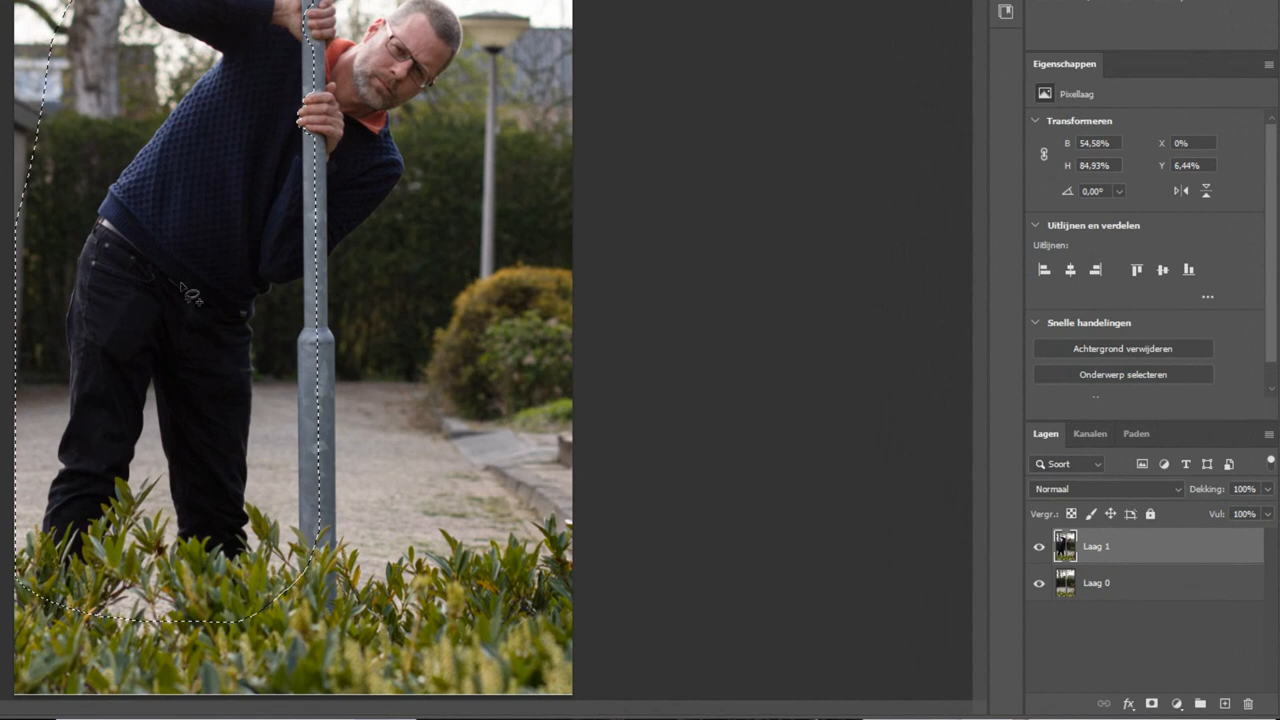 Eigenschappen
Pixellaag
Transformeren
B 54,58% X 0%
H 84,93% Y 6,44%
0,00°
Uitlijnen en verdelen
Uitlijnen:
Snelle handelingen
Achtergrond verwijderen
Onderwerp selecteren
Lagen Kanalen Paden
Soort
Normaal Dekking: 100%
Vergr.: Vul: 100%
Laag 1
Laag 0